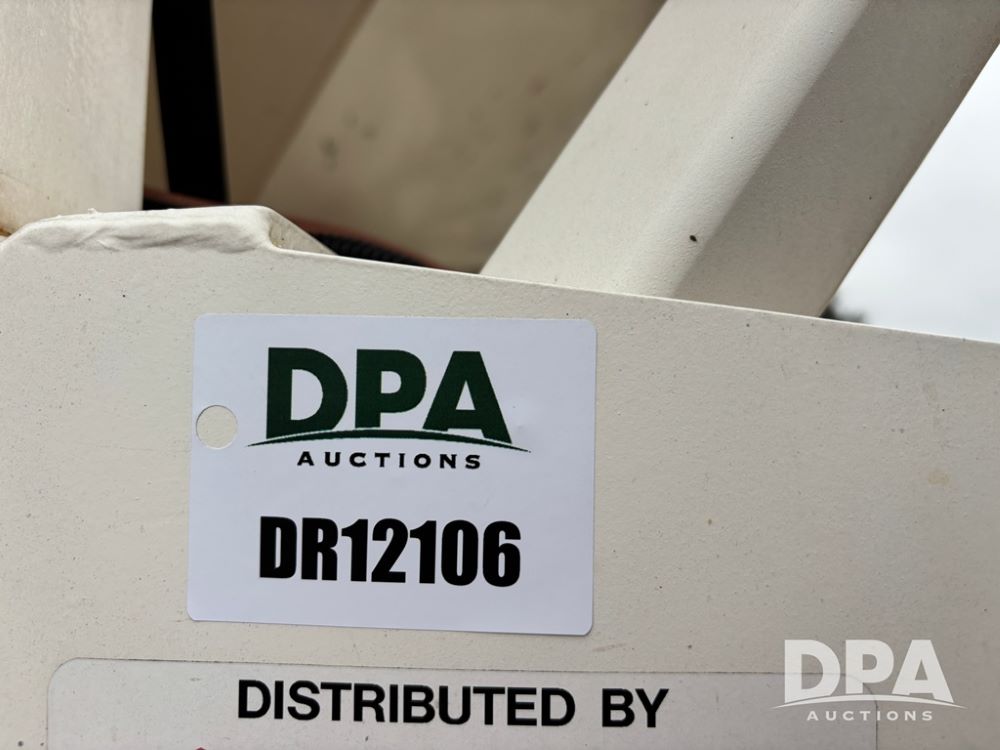 DPA
AUCTIONS
DR12106
DISTRIBUTED BY
DPA
AUCTIONS